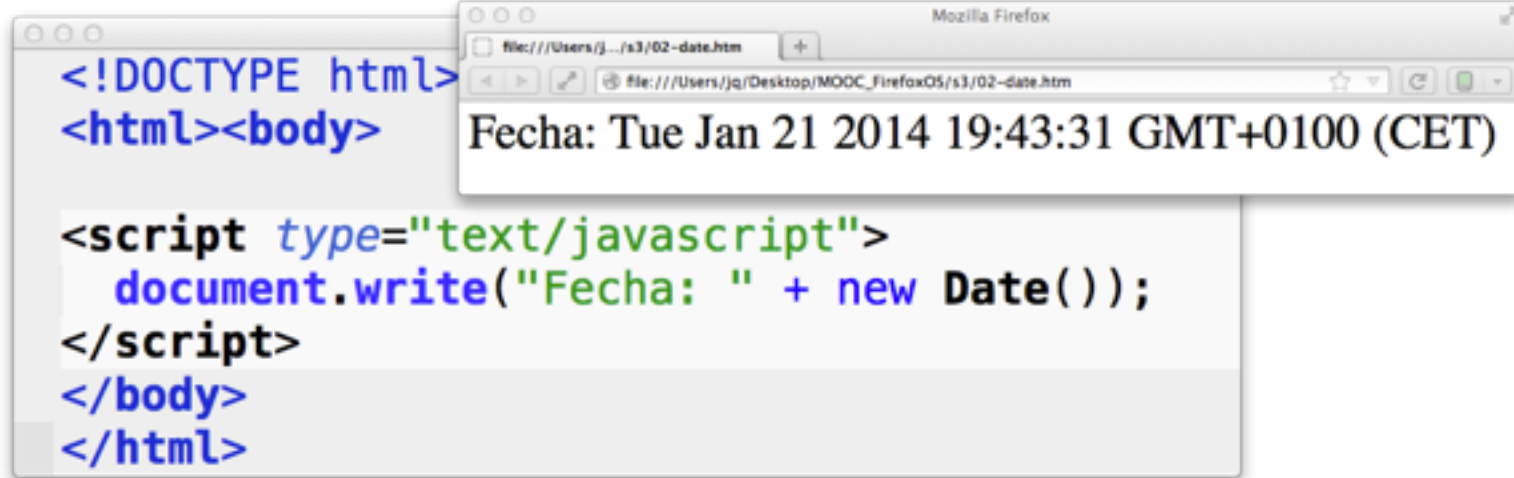 Mozilla Firefox
file:///Users/j.../s3/02-date.htm
file:///Users/jq/Desktop/MOOC_FirefoxOS/s3/02-date.htm
Fecha: Tue Jan 21 2014 19:43:31 GMT+0100 (CET)
<!DOCTYPE html>
<html><body>
<script type="text/javascript">
document.write("Fecha: " + new Date());
</script>
</body>
</html>